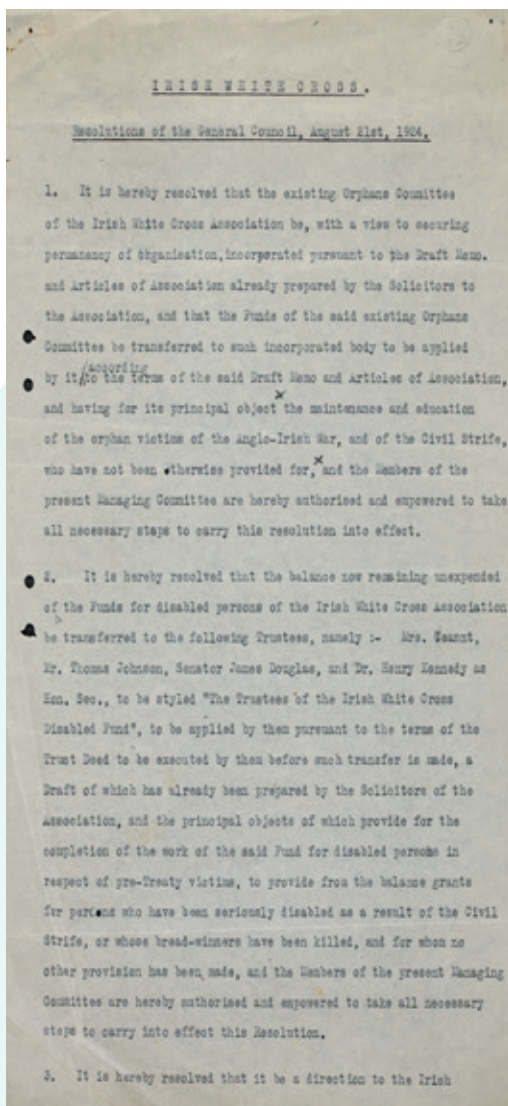 IRISH WHITE CROSS.
Resolutions of the General Council, August 21st, 1924.
1. It is hereby resolved that the existing Orphans Committee
of the Irish White Cross Association be, with a view to securing
permanency of organisation, incorporated pursuant to the Draft Memo.
and Articles of Association already prepared by the Solicitors to
the Association, and that the Funds of the said existing Orphans
Committee be transferred to such incorporated body to be applied
/according
by it/to the terms of the said Draft Memo and Articles of Association,
and having for its principal object the maintenance and education
of the orphan victims of the Anglo-Irish War, and of the Civil Strife,
who have not been otherwise provided for, and the Members of the
present Managing Committee are hereby authorised and empowered to take
all necessary steps to carry this resolution into effect.
2. It is hereby resolved that the balance now remaining unexpended
of the Funds for disabled persons of the Irish White Cross Association
be transferred to the following Trustees, namely :- Mrs. Ceannt,
Mr. Thomas Johnson, Senator James Douglas, and Dr. Henry Kennedy as
Hon. Sec., to be styled "The Trustees of the Irish White Cross
Disabled Fund", to be applied by them pursuant to the terms of the
Trust Deed to be executed by them before such transfer is made, a
Draft of which has already been prepared by the Solicitors of the
Association, and the principal objects of which provide for the
completion of the work of the said Fund for disabled persons in
respect of pre-Treaty victims, to provide from the balance grants
for persons who have been seriously disabled as a result of the Civil
Strife, or whose bread-winners have been killed, and for whom no
other provision has been made, and the Members of the present Managing
Committee are hereby authorised and empowered to take all necessary
steps to carry into effect this Resolution.
3. It is hereby resolved that it be a direction to the Irish